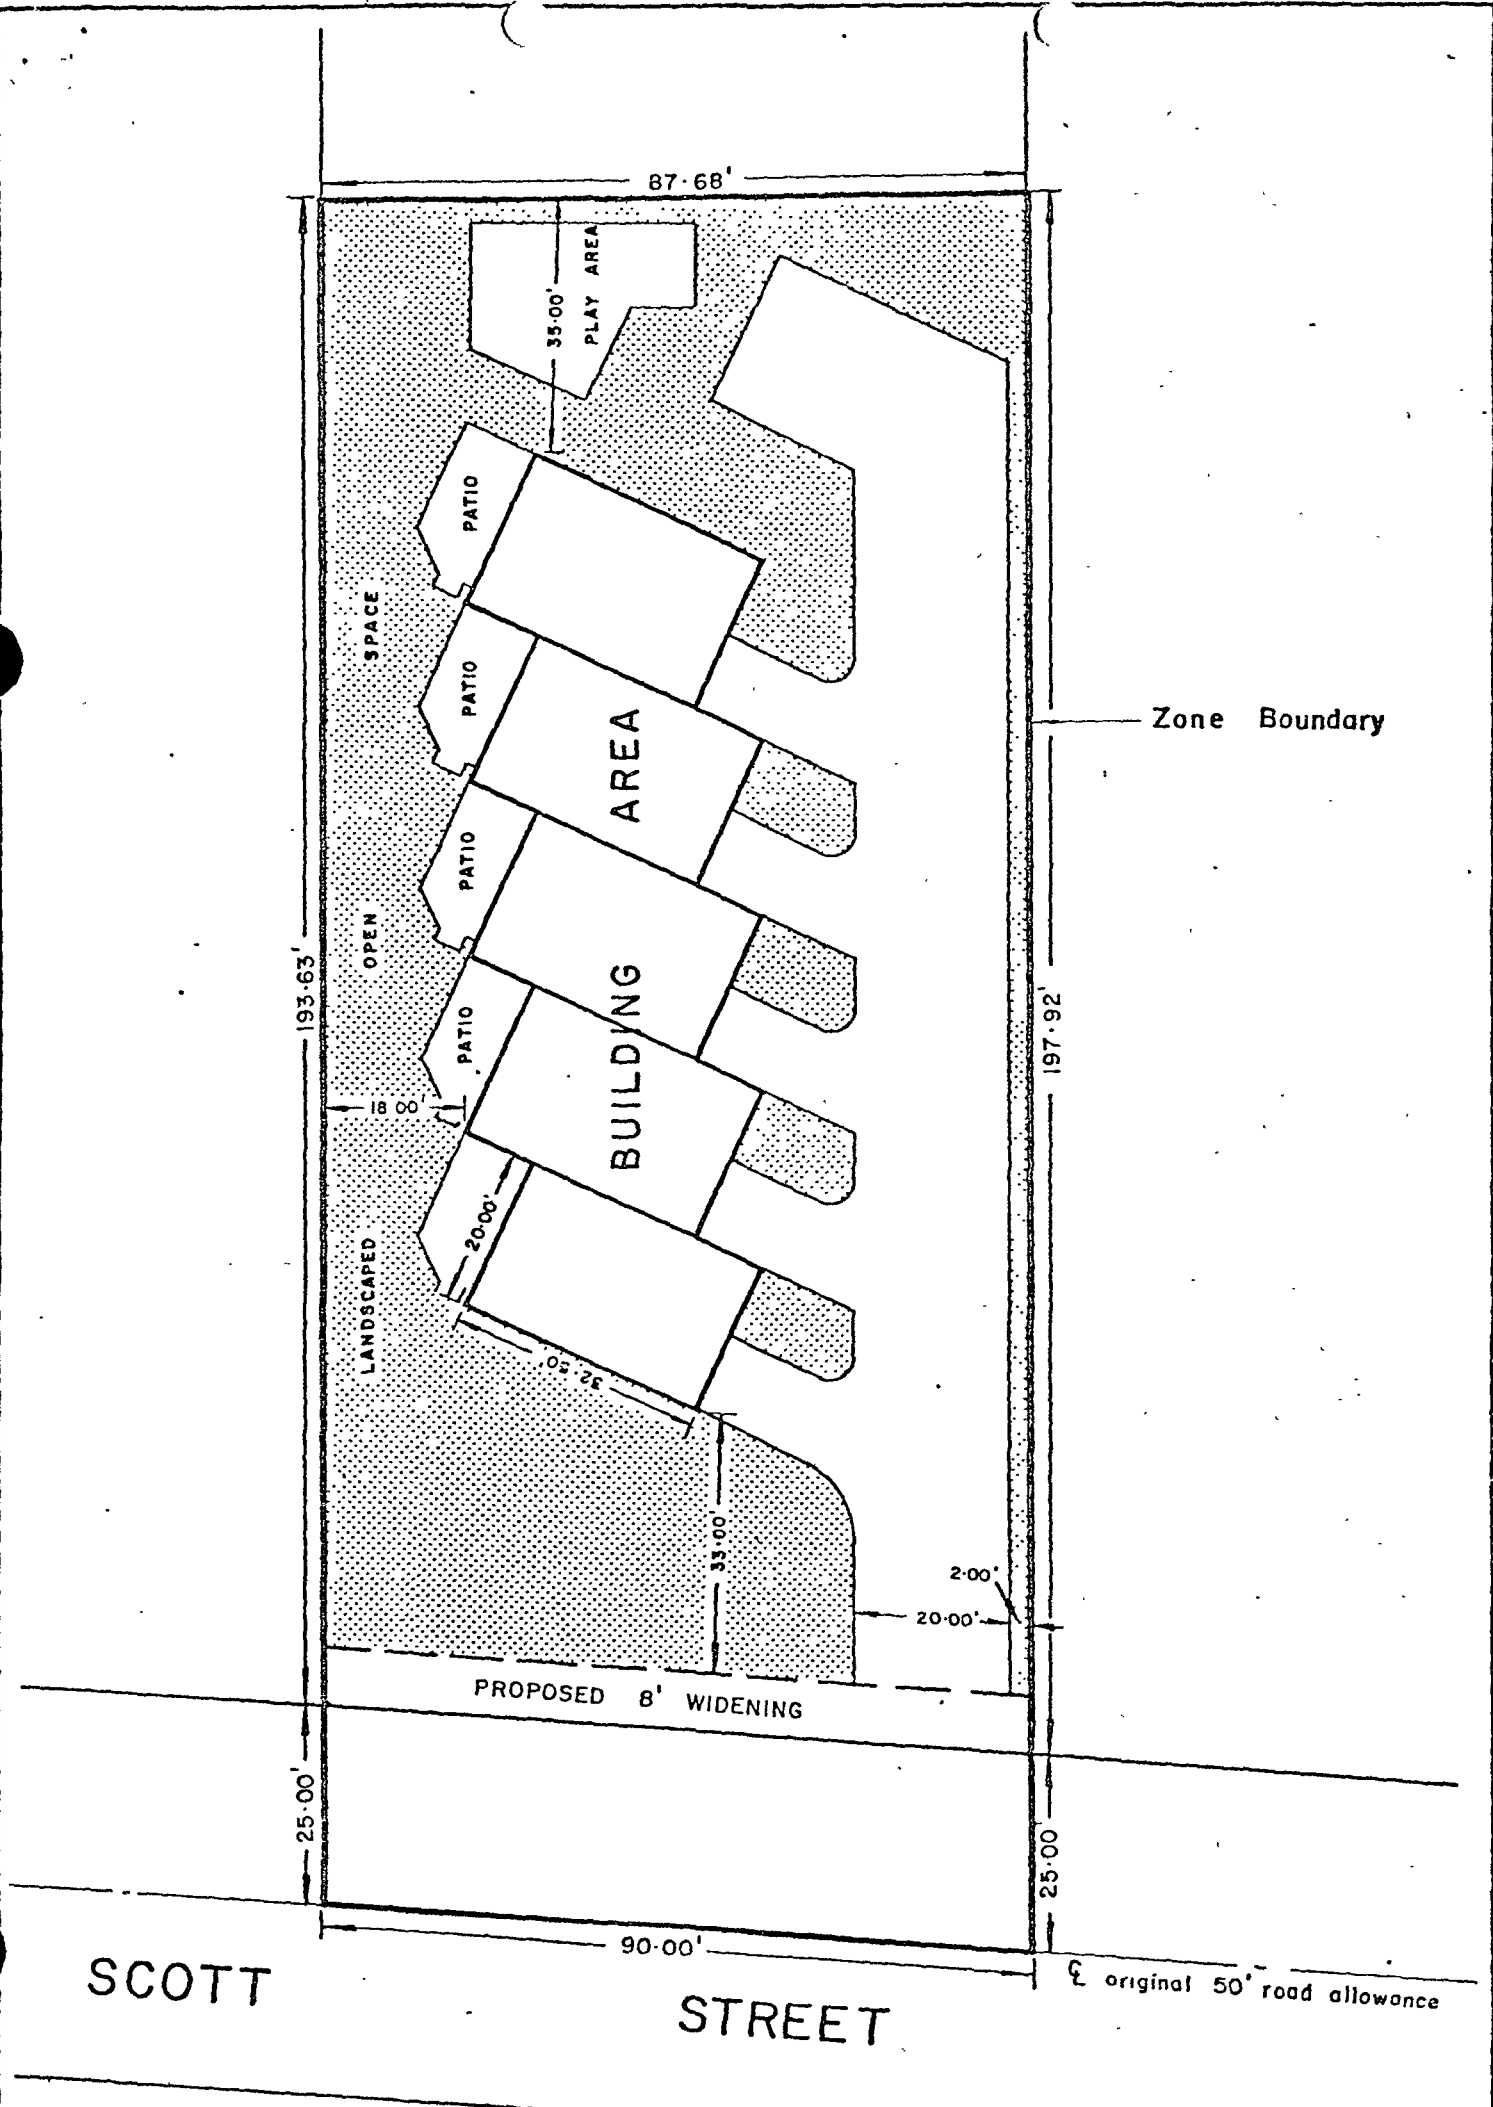 87.68'
35.00'
PLAY AREA
PATIO
PATIO
PATIO
PATIO
LANDSCAPED OPEN SPACE
BUILDING AREA
Zone Boundary
193.63'
197.92'
18.00'
20.00'
32.50'
33.00'
2.00'
20.00'
PROPOSED 8' WIDENING
25.00'
25.00'
90.00'
℄ original 50' road allowance
SCOTT STREET